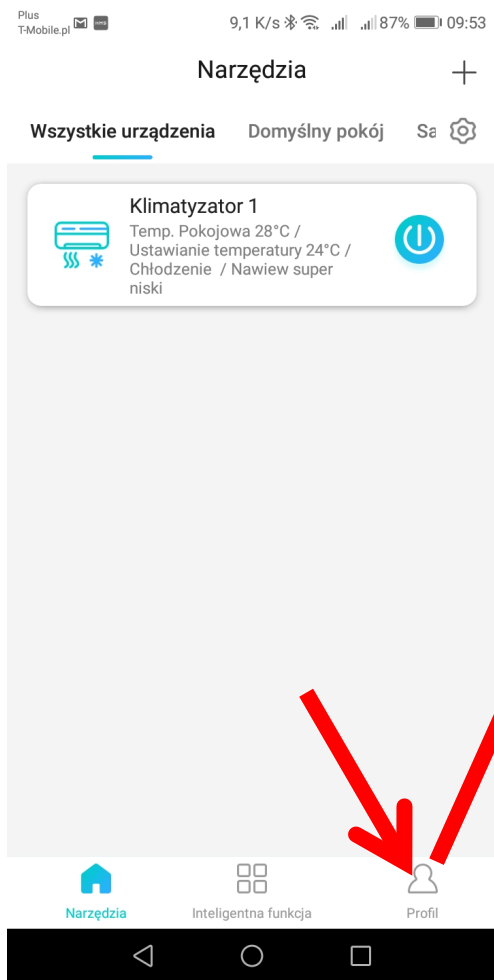 Plus
T-Mobile.pl
9,1 K/s 87% 09:53
Narzędzia
Wszystkie urządzenia Domyślny pokój Sa
Klimatyzator 1
Temp. Pokojowa 28°C /
Ustawianie temperatury 24°C /
Chłodzenie / Nawiew super
niski
Narzędzia Inteligentna funkcja Profil